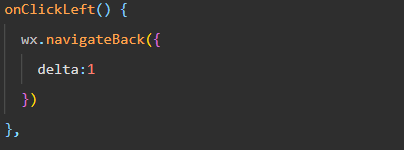 onClickLeft() {
wx.navigateBack({
delta:1
})
},